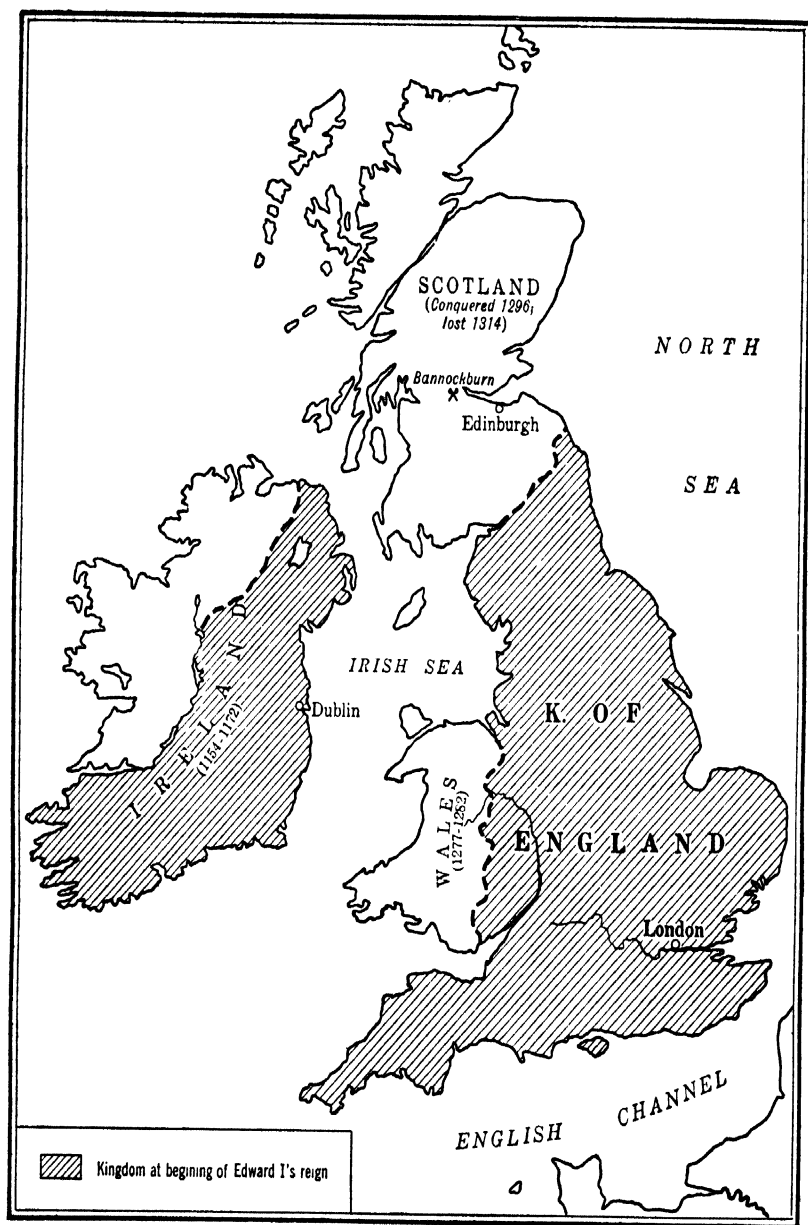 SCOTLAND
(Conquered 1296;
lost 1314)
NORTH
SEA
Bannockburn
Edinburgh
IRELAND
(1154-1172)
IRISH SEA
Dublin
K. OF
ENGLAND
WALES
(1277-1282)
London
ENGLISH CHANNEL
Kingdom at begining of Edward I's reign